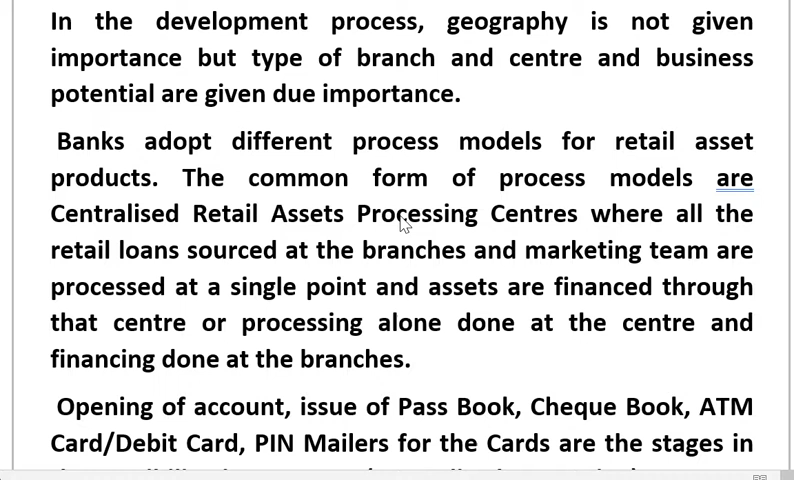 In the development process, geography is not given
importance but type of branch and centre and business
potential are given due importance.
Banks adopt different process models for retail asset
products. The common form of process models are
Centralised Retail Assets Processing Centres where all the
retail loans sourced at the branches and marketing team are
processed at a single point and assets are financed through
that centre or processing alone done at the centre and
financing done at the branches.
Opening of account, issue of Pass Book, Cheque Book, ATM
Card/Debit Card, PIN Mailers for the Cards are the stages in